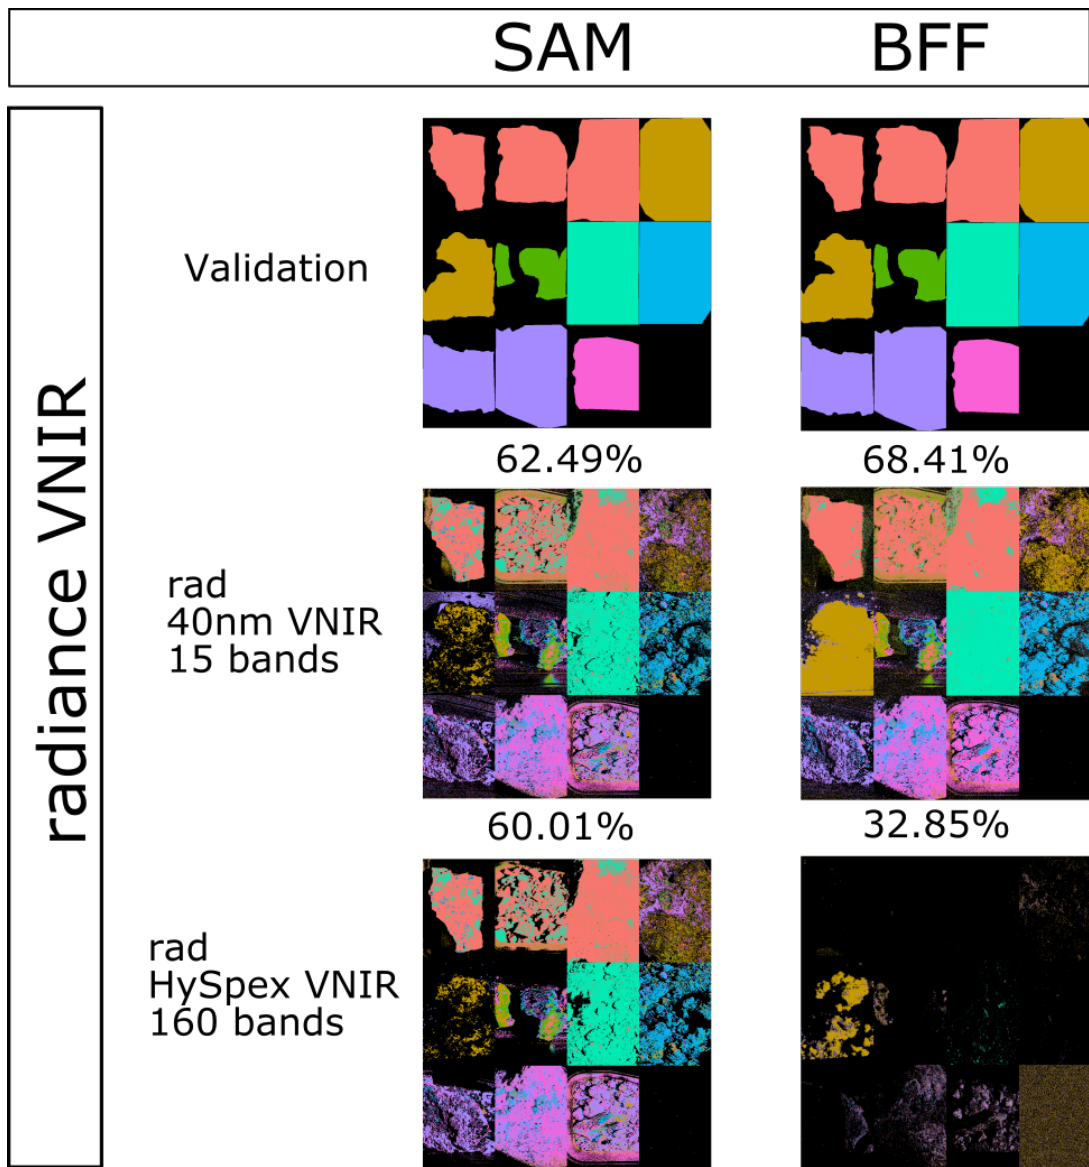 SAM
BFF
radiance VNIR
Validation
62.49%
68.41%
rad
40nm VNIR
15 bands
60.01%
32.85%
rad
HySpex VNIR
160 bands